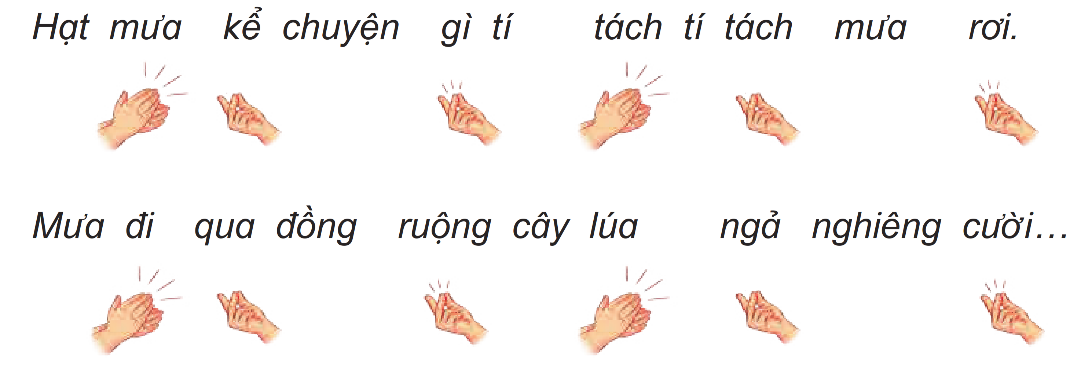 Hạt mưa kể chuyện gì tí tách tí tách mưa rơi.
Mưa đi qua đồng ruộng cây lúa ngả nghiêng cười...